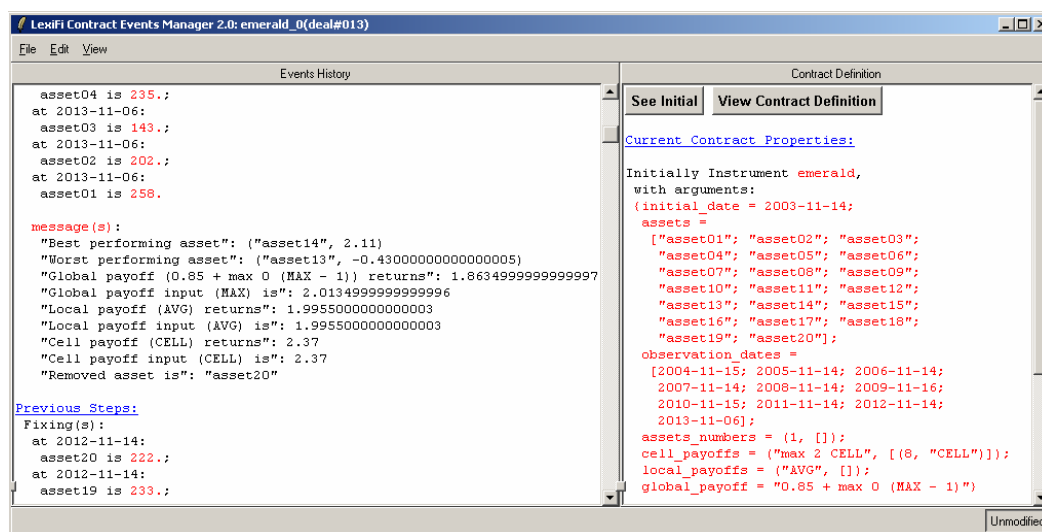 LexiFi Contract Events Manager 2.0: emerald_0(deal#013)
File Edit View
Events History
asset04 is 235.;
at 2013-11-06:
asset03 is 143.;
at 2013-11-06:
asset02 is 202.;
at 2013-11-06:
asset01 is 258.
message(s):
"Best performing asset": ("asset14", 2.11)
"Worst performing asset": ("asset13", -0.43000000000000005)
"Global payoff (0.85 + max 0 (MAX - 1)) returns": 1.8634999999999997
"Global payoff input (MAX) is": 2.0134999999999996
"Local payoff (AVG) returns": 1.9955000000000003
"Local payoff input (AVG) is": 1.9955000000000003
"Cell payoff (CELL) returns": 2.37
"Cell payoff input (CELL) is": 2.37
"Removed asset is": "asset20"
Previous Steps:
Fixing(s):
at 2012-11-14:
asset20 is 222.;
at 2012-11-14:
asset19 is 233.;
Contract Definition
See Initial View Contract Definition
Current Contract Properties:
Initially Instrument emerald,
with arguments:
{initial_date = 2003-11-14;
assets =
["asset01"; "asset02"; "asset03";
"asset04"; "asset05"; "asset06";
"asset07"; "asset08"; "asset09";
"asset10"; "asset11"; "asset12";
"asset13"; "asset14"; "asset15";
"asset16"; "asset17"; "asset18";
"asset19"; "asset20"];
observation_dates =
[2004-11-15; 2005-11-14; 2006-11-14;
2007-11-14; 2008-11-14; 2009-11-16;
2010-11-15; 2011-11-14; 2012-11-14;
2013-11-06];
assets_numbers = (1, []);
cell_payoffs = ("max 2 CELL", [(8, "CELL")]);
local_payoffs = ("AVG", []);
global_payoff = "0.85 + max 0 (MAX - 1)"}
Unmodified